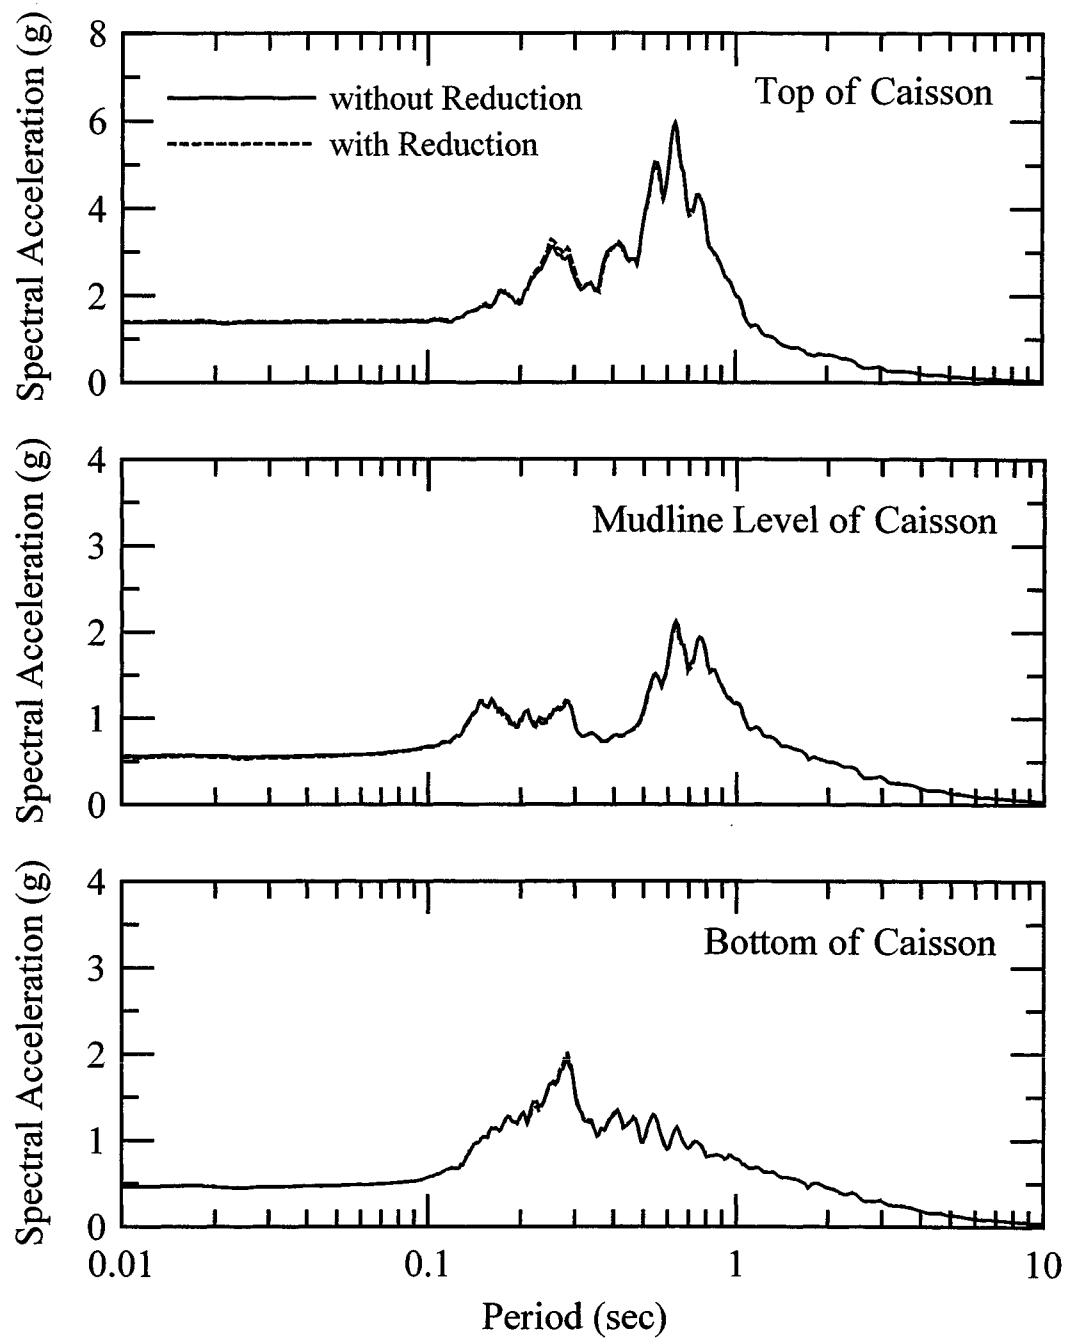 Spectral Acceleration (g)
8
6
4
2
0
without Reduction
with Reduction
Top of Caisson
Spectral Acceleration (g)
4
3
2
1
0
Mudline Level of Caisson
Spectral Acceleration (g)
4
3
2
1
0
Bottom of Caisson
0.01
0.1
1
10
Period (sec)